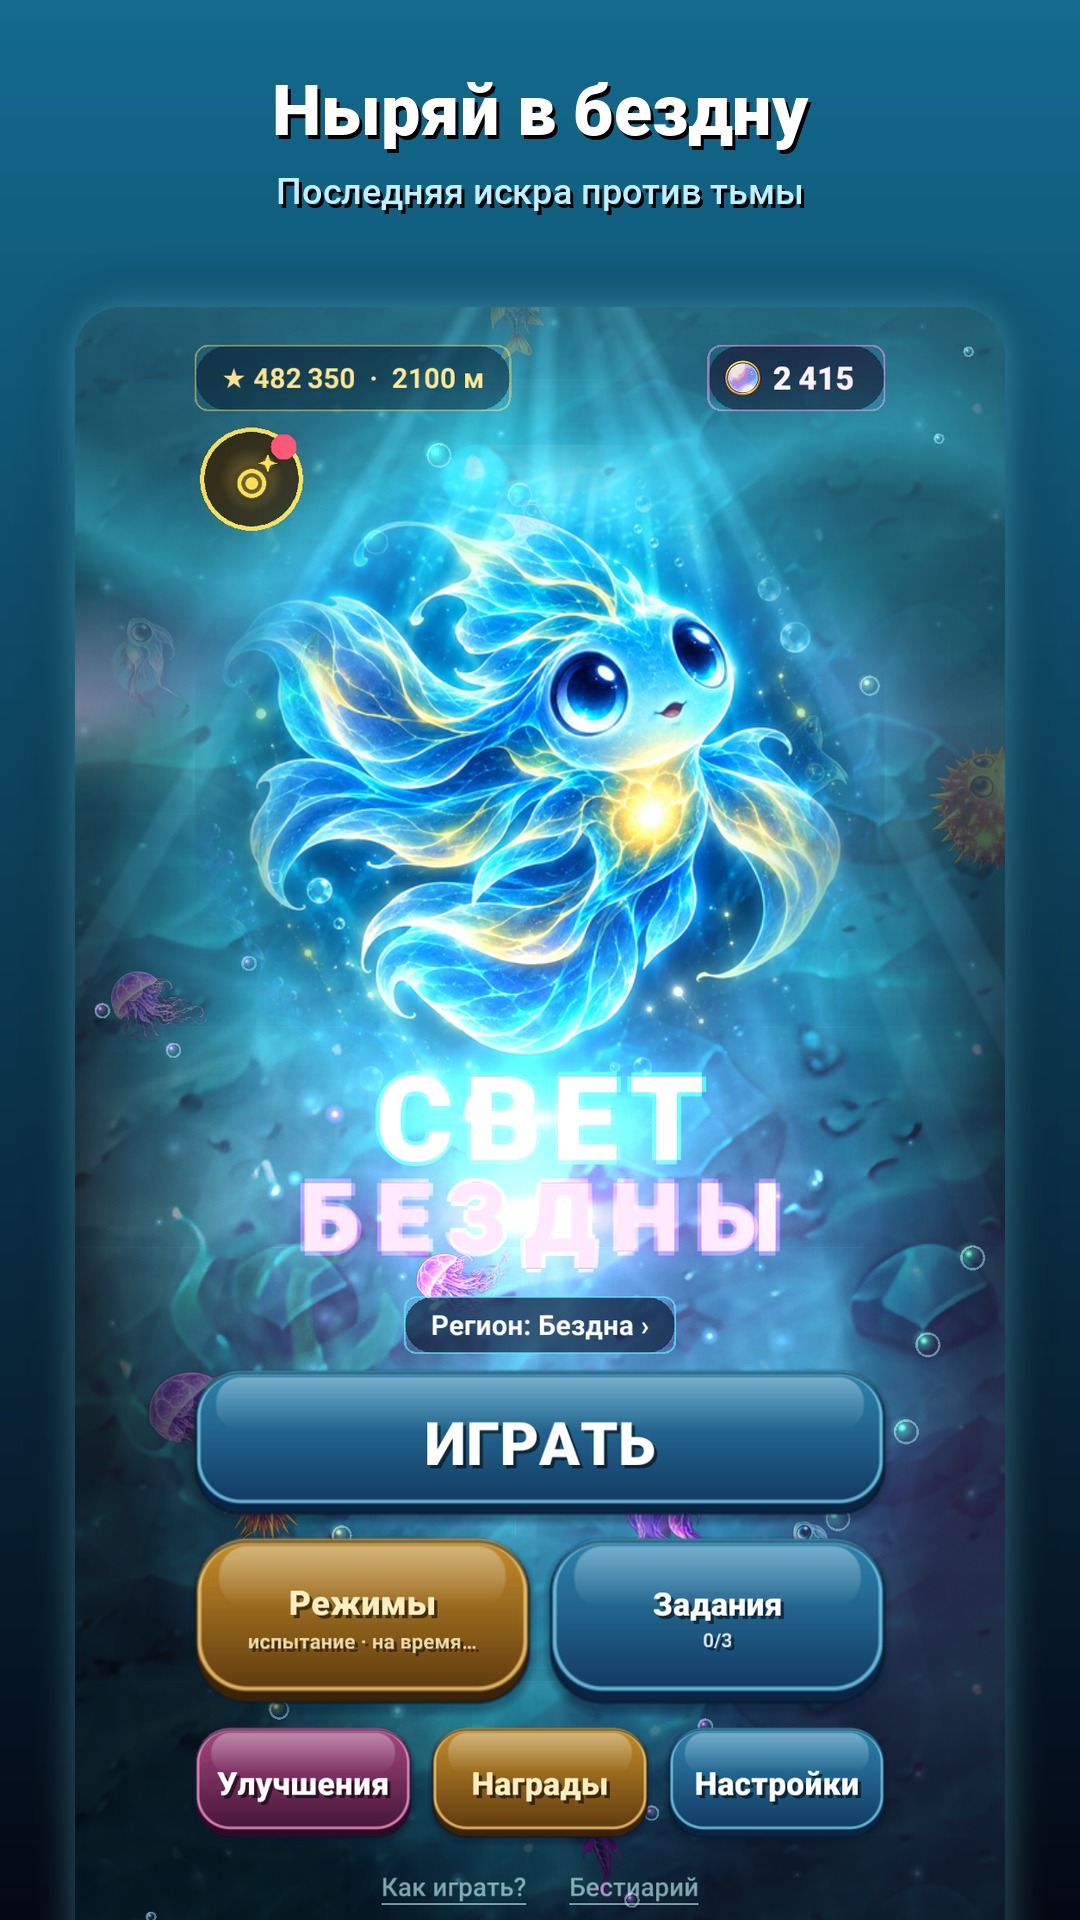 Ныряй в бездну
Последняя искра против тьмы
★ 482 350 · 2100 м
2 415
СВЕТ
БЕЗДНЫ
Регион: Бездна ›
ИГРАТЬ
Режимы
испытание · на время…
Задания
0/3
Улучшения
Награды
Настройки
Как играть?
Бестиарий